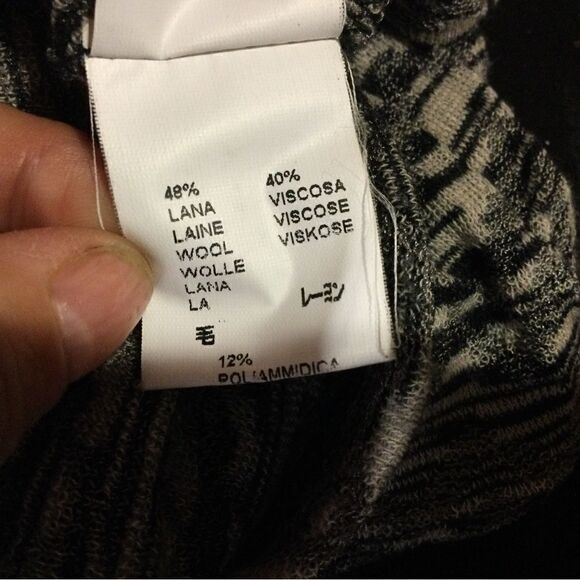 48%
LANA
LAINE
WOOL
WOLLE
LANA
LA
毛
40%
VISCOSA
VISCOSE
VISKOSE
レーヨン
12%
POLIAMMIDICA